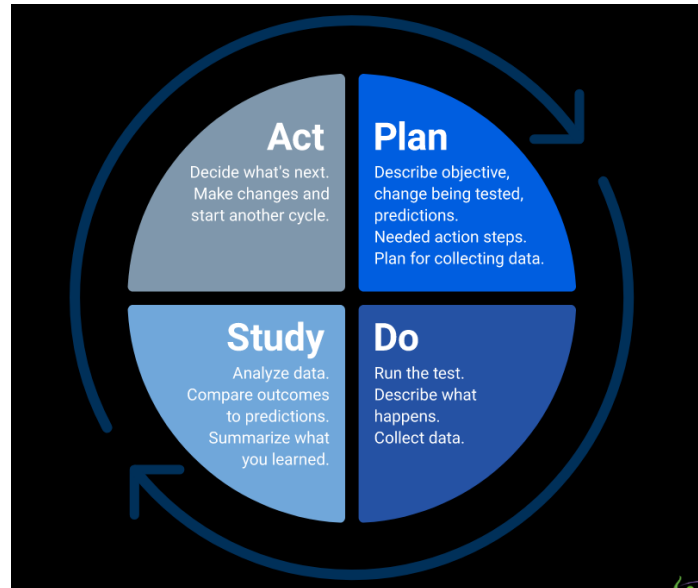 Act
Decide what's next.
Make changes and
start another cycle.
Plan
Describe objective,
change being tested,
predictions.
Needed action steps.
Plan for collecting data.
Study
Analyze data.
Compare outcomes
to predictions.
Summarize what
you learned.
Do
Run the test.
Describe what
happens.
Collect data.